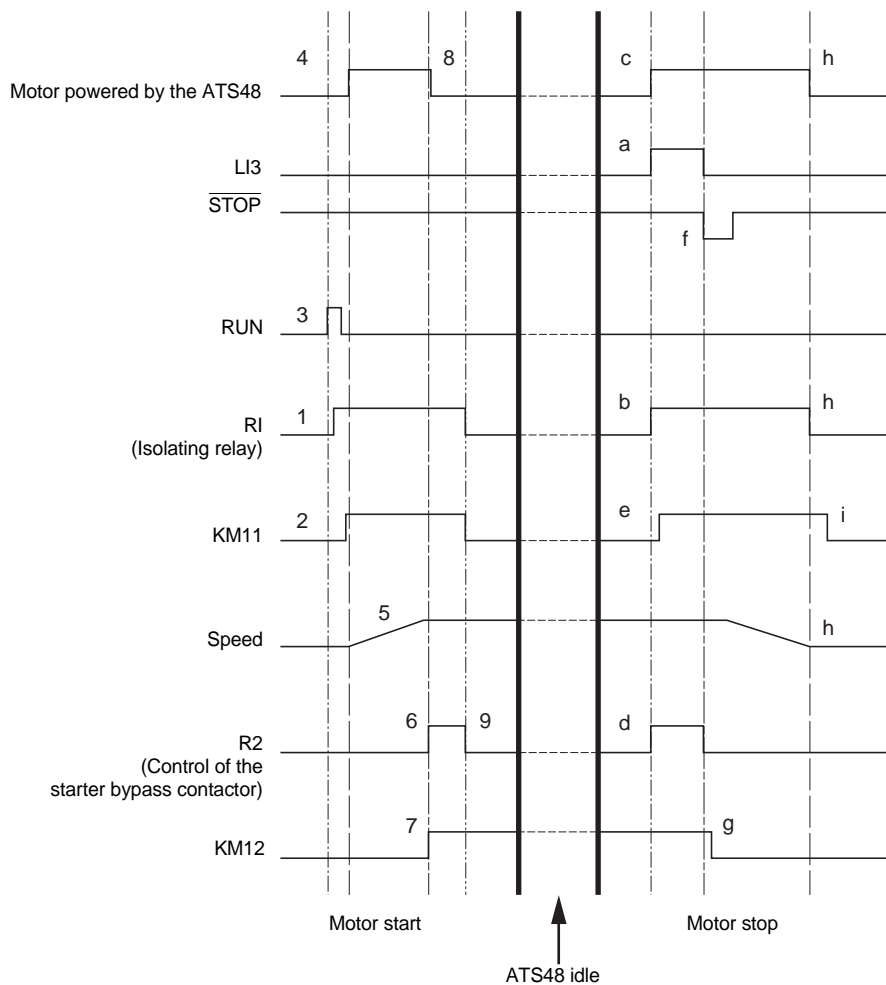 4 8 c h
Motor powered by the ATS48
a
LI3
STOP
f
3
RUN
1 b h
RI
(Isolating relay)
2 e i
KM11
5
Speed h
6 9 d
R2
(Control of the
starter bypass contactor)
7 g
KM12
Motor start Motor stop
ATS48 idle